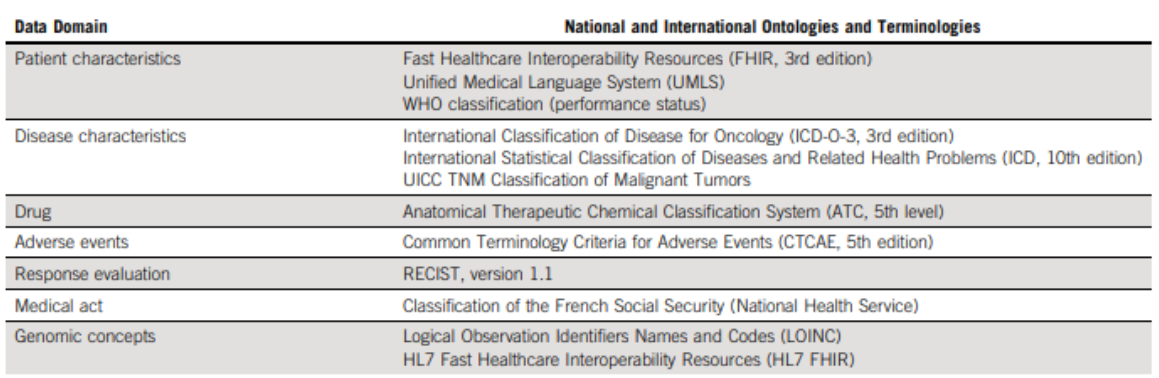 Data Domain National and International Ontologies and Terminologies
Patient characteristics Fast Healthcare Interoperability Resources (FHIR, 3rd edition)
Unified Medical Language System (UMLS)
WHO classification (performance status)
Disease characteristics International Classification of Disease for Oncology (ICD-O-3, 3rd edition)
International Statistical Classification of Diseases and Related Health Problems (ICD, 10th edition)
UICC TNM Classification of Malignant Tumors
Drug Anatomical Therapeutic Chemical Classification System (ATC, 5th level)
Adverse events Common Terminology Criteria for Adverse Events (CTCAE, 5th edition)
Response evaluation RECIST, version 1.1
Medical act Classification of the French Social Security (National Health Service)
Genomic concepts Logical Observation Identifiers Names and Codes (LOINC)
HL7 Fast Healthcare Interoperability Resources (HL7 FHIR)